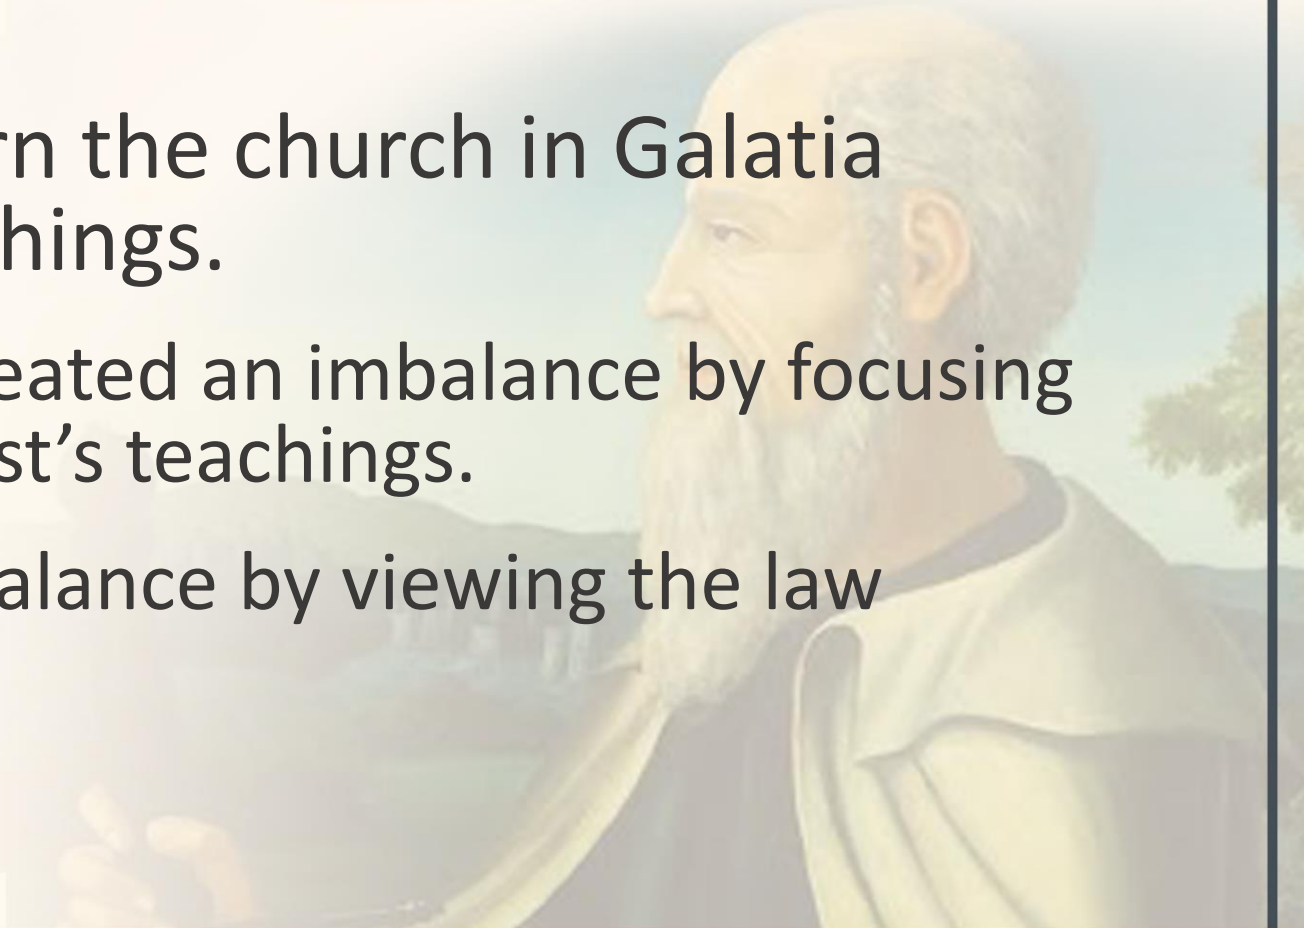 rn the church in Galatia
hings.
eated an imbalance by focusing
st’s teachings.
alance by viewing the law